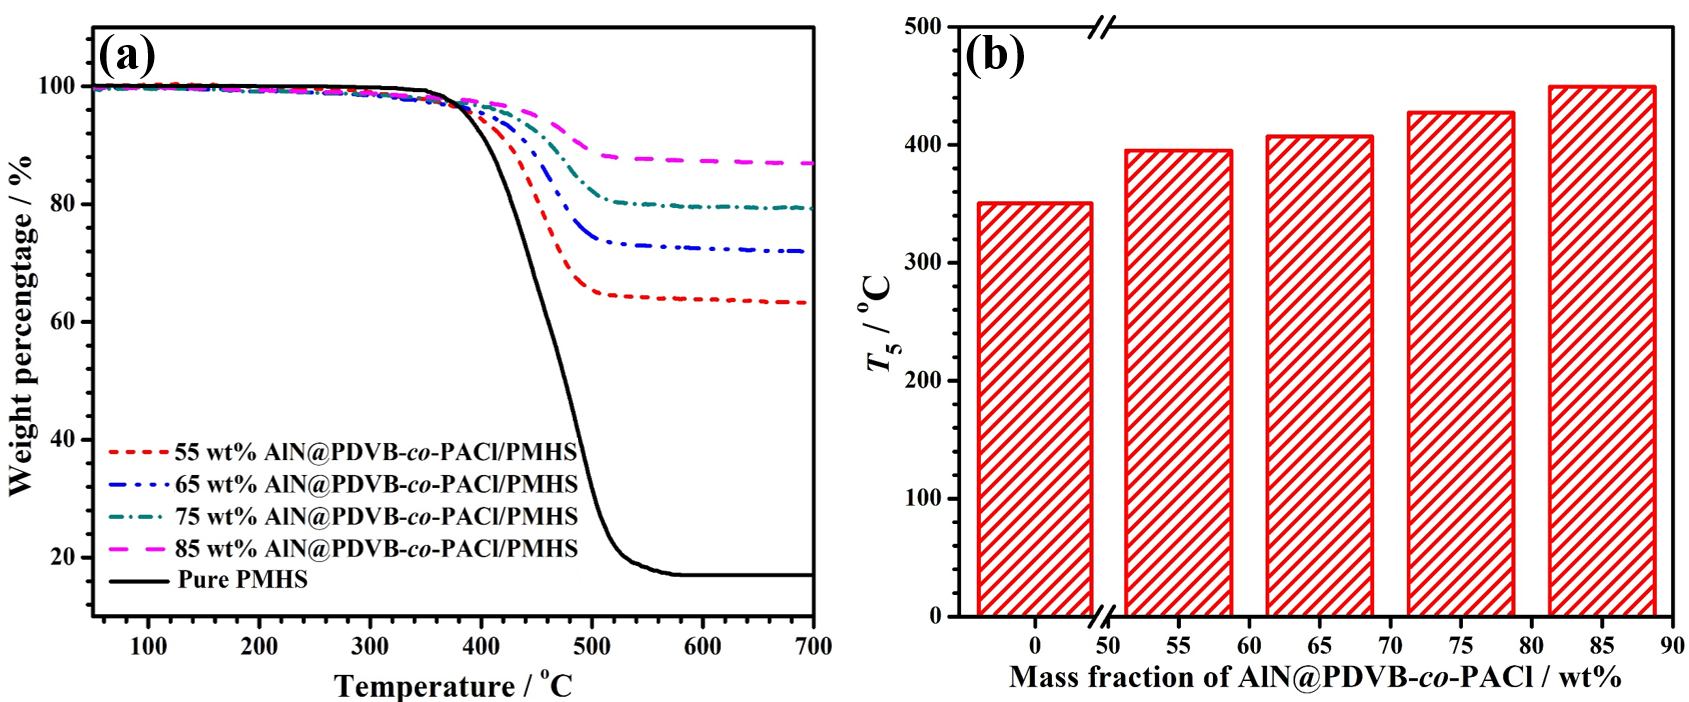 (a)
Weight percengtage / %
100
80
60
40
20
55 wt% AlN@PDVB-co-PACl/PMHS
65 wt% AlN@PDVB-co-PACl/PMHS
75 wt% AlN@PDVB-co-PACl/PMHS
85 wt% AlN@PDVB-co-PACl/PMHS
Pure PMHS
100 200 300 400 500 600 700
Temperature / °C
(b)
T5 / °C
500
400
300
200
100
0
0 50 55 60 65 70 75 80 85 90
Mass fraction of AlN@PDVB-co-PACl / wt%